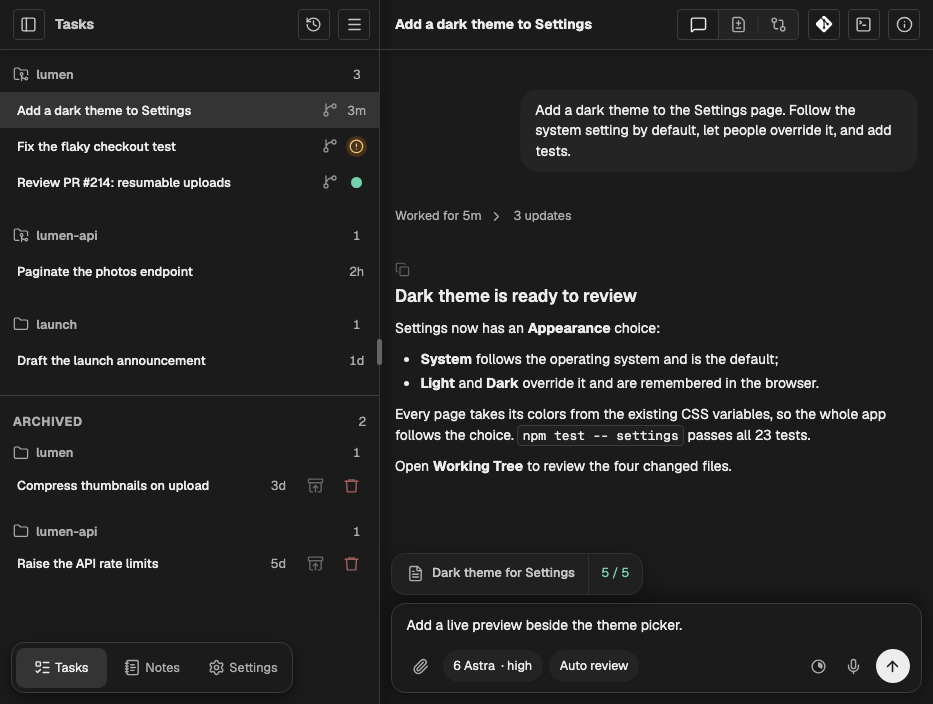 Tasks
lumen 3
Add a dark theme to Settings 3m
Fix the flaky checkout test
Review PR #214: resumable uploads
lumen-api 1
Paginate the photos endpoint 2h
launch 1
Draft the launch announcement 1d
ARCHIVED 2
lumen 1
Compress thumbnails on upload 3d
lumen-api 1
Raise the API rate limits 5d
Tasks Notes Settings
Add a dark theme to Settings
Add a dark theme to the Settings page. Follow the
system setting by default, let people override it, and add
tests.
Worked for 5m 3 updates
Dark theme is ready to review
Settings now has an Appearance choice:
• System follows the operating system and is the default;
• Light and Dark override it and are remembered in the browser.
Every page takes its colors from the existing CSS variables, so the whole app
follows the choice. npm test -- settings passes all 23 tests.
Open Working Tree to review the four changed files.
Dark theme for Settings 5 / 5
Add a live preview beside the theme picker.
6 Astra · high Auto review